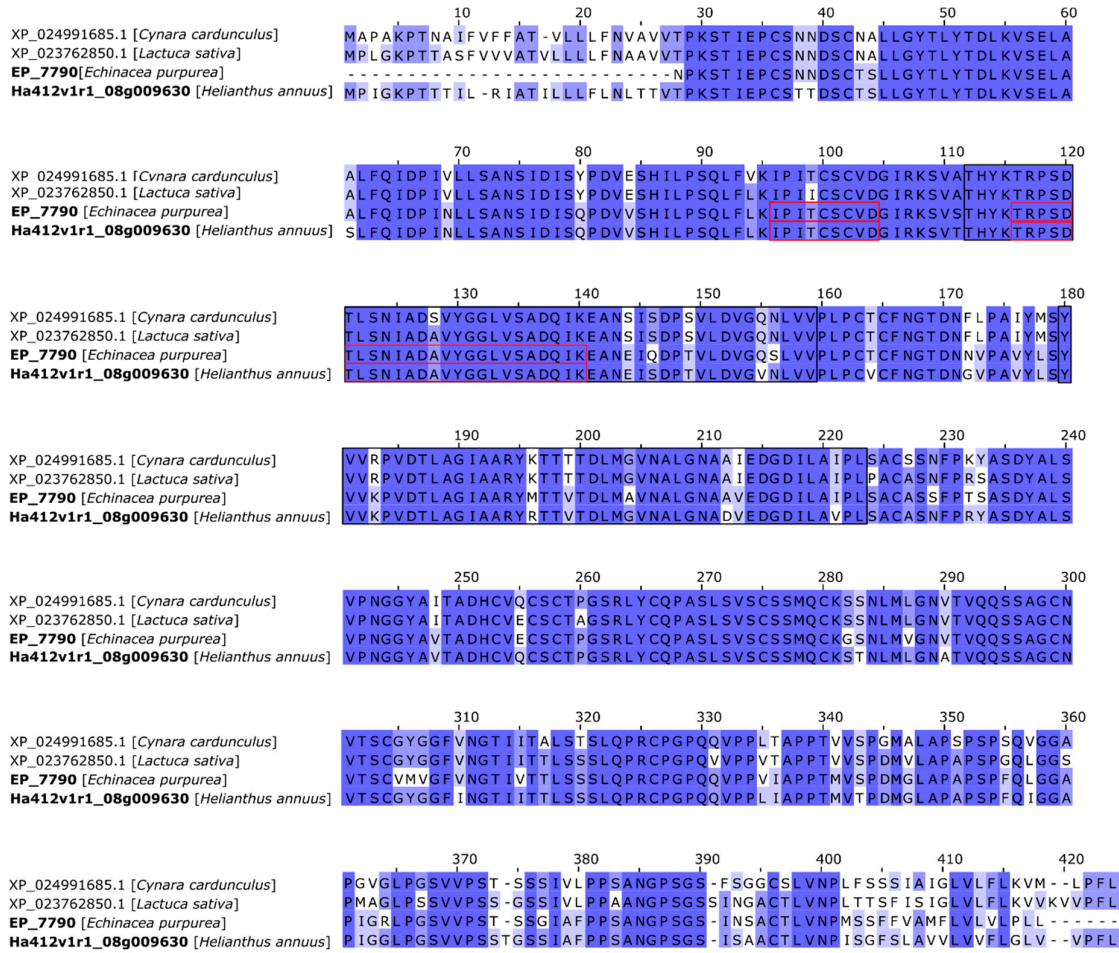 10 20 30 40 50 60
XP_024991685.1 [Cynara cardunculus] MAPAKPTNAIFVFFAT-VLLLFNVAVVTPKSTIEPCSNNDSCNALLGYTLYTDLKVSELA
XP_023762850.1 [Lactuca sativa] MPLGKPTTASFVVVATVLLLLFNAAVVTPKSTIEPCSNNDSCNALLGYTLYTDLKVSELA
EP_7790[Echinacea purpurea] ---------------------------NPKSTIEPCSNNDSCTSLLGYTLYTDLKVSELA
Ha412v1r1_08g009630 [Helianthus annuus] MPIGKPTTTTIL-RIATILLLFLNLTTVTPKSTIEPCSTTDSCTSLLGYTLYTDLKVSELA
70 80 90 100 110 120
XP_024991685.1 [Cynara cardunculus] ALFQIDPIVLLSANSIDISYPDVESHILPSQLFVKIPITCSCVDGIRKSVATHYKTRPSD
XP_023762850.1 [Lactuca sativa] ALFQIDPINLLSANSIDISYPDVESHILPSQLFLKIPIICSCVDGIRKSVATHYKTRPSD
EP_7790 [Echinacea purpurea] ALFQIDPINLLSANSIDISQPDVVSHILPSQLFLKIPITCSCVDGIRKSVSTHYKTRPSD
Ha412v1r1_08g009630 [Helianthus annuus] SLFQIDPINLLSANSIDISQPDVVSHILPSQLFLKIPITCSCVDGIRKSVTTHYKTRPSD
130 140 150 160 170 180
XP_024991685.1 [Cynara cardunculus] TLSNIADSVYGGLVSADQIKEANSISDPSVLDVGQNLVVPLPCTCFNGTDNFLPAIYMSY
XP_023762850.1 [Lactuca sativa] TLSNIADAVYGGLVSADQIKEANSISDPSVLDVGQNLVVPLPCTCFNGTDNFLPAIYLSY
EP_7790 [Echinacea purpurea] TLSNIADAVYGGLVSADQIKEANEIQDPTVLDVGQSLVVPLPCTCFNGTDNVPAVYLSY
Ha412v1r1_08g009630 [Helianthus annuus] TLSNIADAVYGGLVSADQIKEANEISDPTVLDVGVNLVVPLPCVCFNGTDNGVPAVYLSY
190 200 210 220 230 240
XP_024991685.1 [Cynara cardunculus] VVRPVDTLAGIAARYKTTTTDLMGVNALGNAAIEDGDILAIPLSACSSNFPKYASDYALS
XP_023762850.1 [Lactuca sativa] VVRPVDTLAGIAARYKTTTTDLMGVNALGNAAIEDGDILAIPLPACASNFPRSASDYALS
EP_7790 [Echinacea purpurea] VVKPVDTLAGIAARYMTTVTDLMAVNALGNAAVEDGDILAIPLSACASSFPTSASDYALS
Ha412v1r1_08g009630 [Helianthus annuus] VVKPVDTLAGIAARYRTTVTDLMGVNALGNADVEDGDILAVPLSACASNFPRYASDYALS
250 260 270 280 290 300
XP_024991685.1 [Cynara cardunculus] VPNGGYAITADHCVQCSCTPGSRLYCQPASLSVSCSSMQCKSSNLMLGNVTVQQSSAGCN
XP_023762850.1 [Lactuca sativa] VPNGGYAITADHCVECSCTAGSRLYCQPASLSVSCSSMQCKSSNLMLGNVTVQQSSAGCN
EP_7790 [Echinacea purpurea] VPNGGYAVTADHCVECSCTPGSRLYCQPASLSVSCSSMQCKGSNLMVGNVTVQQSSAGCN
Ha412v1r1_08g009630 [Helianthus annuus] VPNGGYAVTADHCVQCSCTPGSRLYCQPASLSVSCSSMQCKSTNLMLGNATVQQSSAGCN
310 320 330 340 350 360
XP_024991685.1 [Cynara cardunculus] VTSCGYGGFVNGTIITALSTSLQPRCPGPQQVPPLTAPPTVVSPGMALAPSPSPSQVGGA
XP_023762850.1 [Lactuca sativa] VTSCGYGGFVNGTIITTLSSSLQPRCPGPQVVPPVTAPPTVVSPDMVLAPSPSPGQLGGS
EP_7790 [Echinacea purpurea] VTSCVMVGFVNGTIVTTLSSSLQPRCPGPQQVPPVIAPPTMVSPDMGLAPAPSPFQLGGA
Ha412v1r1_08g009630 [Helianthus annuus] VTSCGYGGFINGTIITTLSSSLQPRCPGPQQVPPLIAPPTMVTPDMGLAPAPSPFQIGGA
370 380 390 400 410 420
XP_024991685.1 [Cynara cardunculus] PGVGLPGSVVPST-SSSIVLPPSANGPSGS-FSGGCSLVNPLFSSSIAIGLVLFLKVM--LPFL
XP_023762850.1 [Lactuca sativa] PMAGLPSSVVPSS-GSSIVLPPAANGPSGSSINGACTLVNPLTTSFISIGLVLFLKVVKVVPFL
EP_7790 [Echinacea purpurea] PIGRLPGSVVPST-SSGIAFPPSANGPSGS-INSACTLVNPMSSFFVAMFLVLVLPLL------
Ha412v1r1_08g009630 [Helianthus annuus] PIGGLPGSVVPSSTGSSIAFPPSANGPSGS-ISAACTLVNPISGFSLAVVLVVFLGLV--VPFL